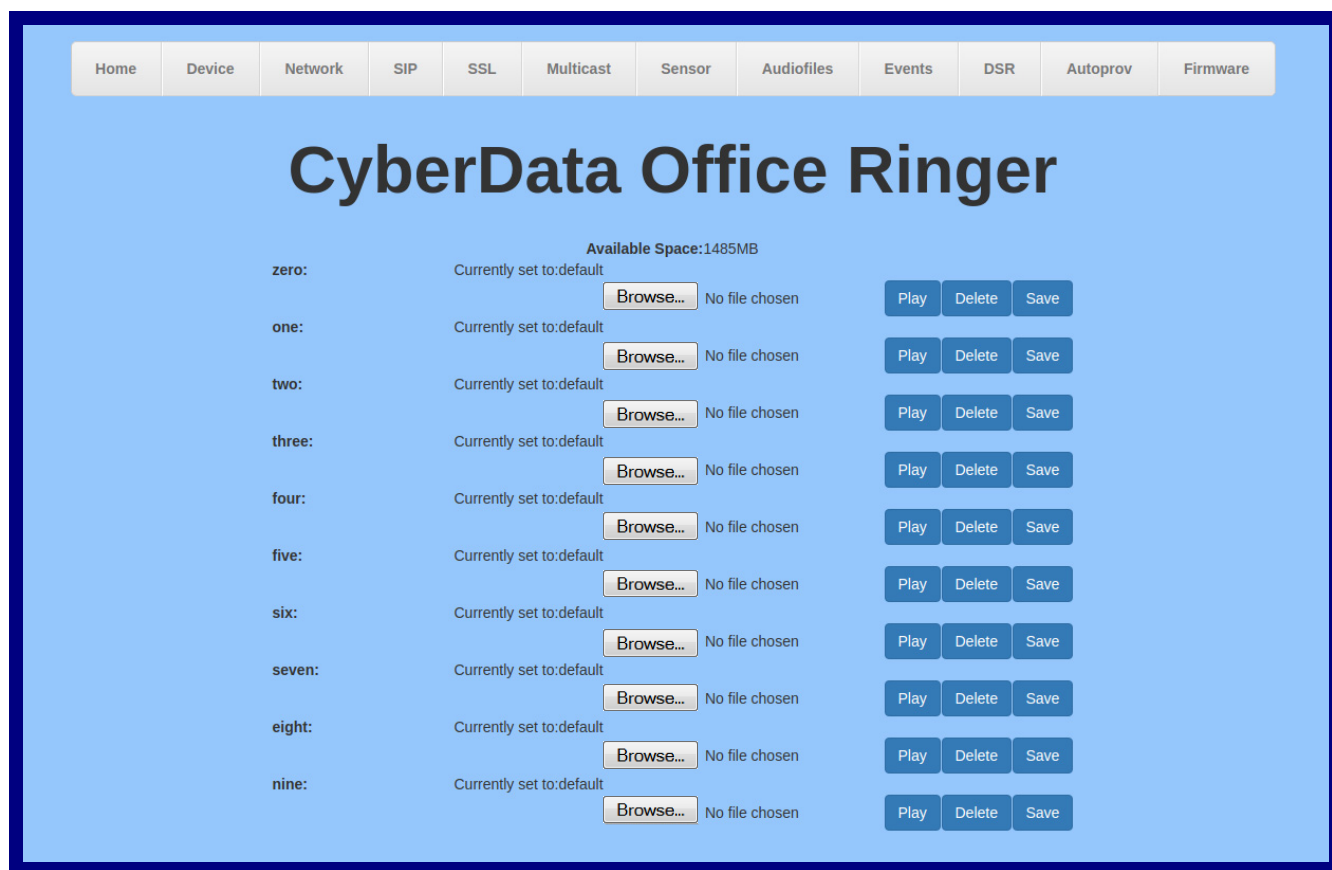 Home Device Network SIP SSL Multicast Sensor Audiofiles Events DSR Autoprov Firmware
CyberData Office Ringer
Available Space:1485MB
zero: Currently set to:default
Browse... No file chosen Play Delete Save
one: Currently set to:default
Browse... No file chosen Play Delete Save
two: Currently set to:default
Browse... No file chosen Play Delete Save
three: Currently set to:default
Browse... No file chosen Play Delete Save
four: Currently set to:default
Browse... No file chosen Play Delete Save
five: Currently set to:default
Browse... No file chosen Play Delete Save
six: Currently set to:default
Browse... No file chosen Play Delete Save
seven: Currently set to:default
Browse... No file chosen Play Delete Save
eight: Currently set to:default
Browse... No file chosen Play Delete Save
nine: Currently set to:default
Browse... No file chosen Play Delete Save